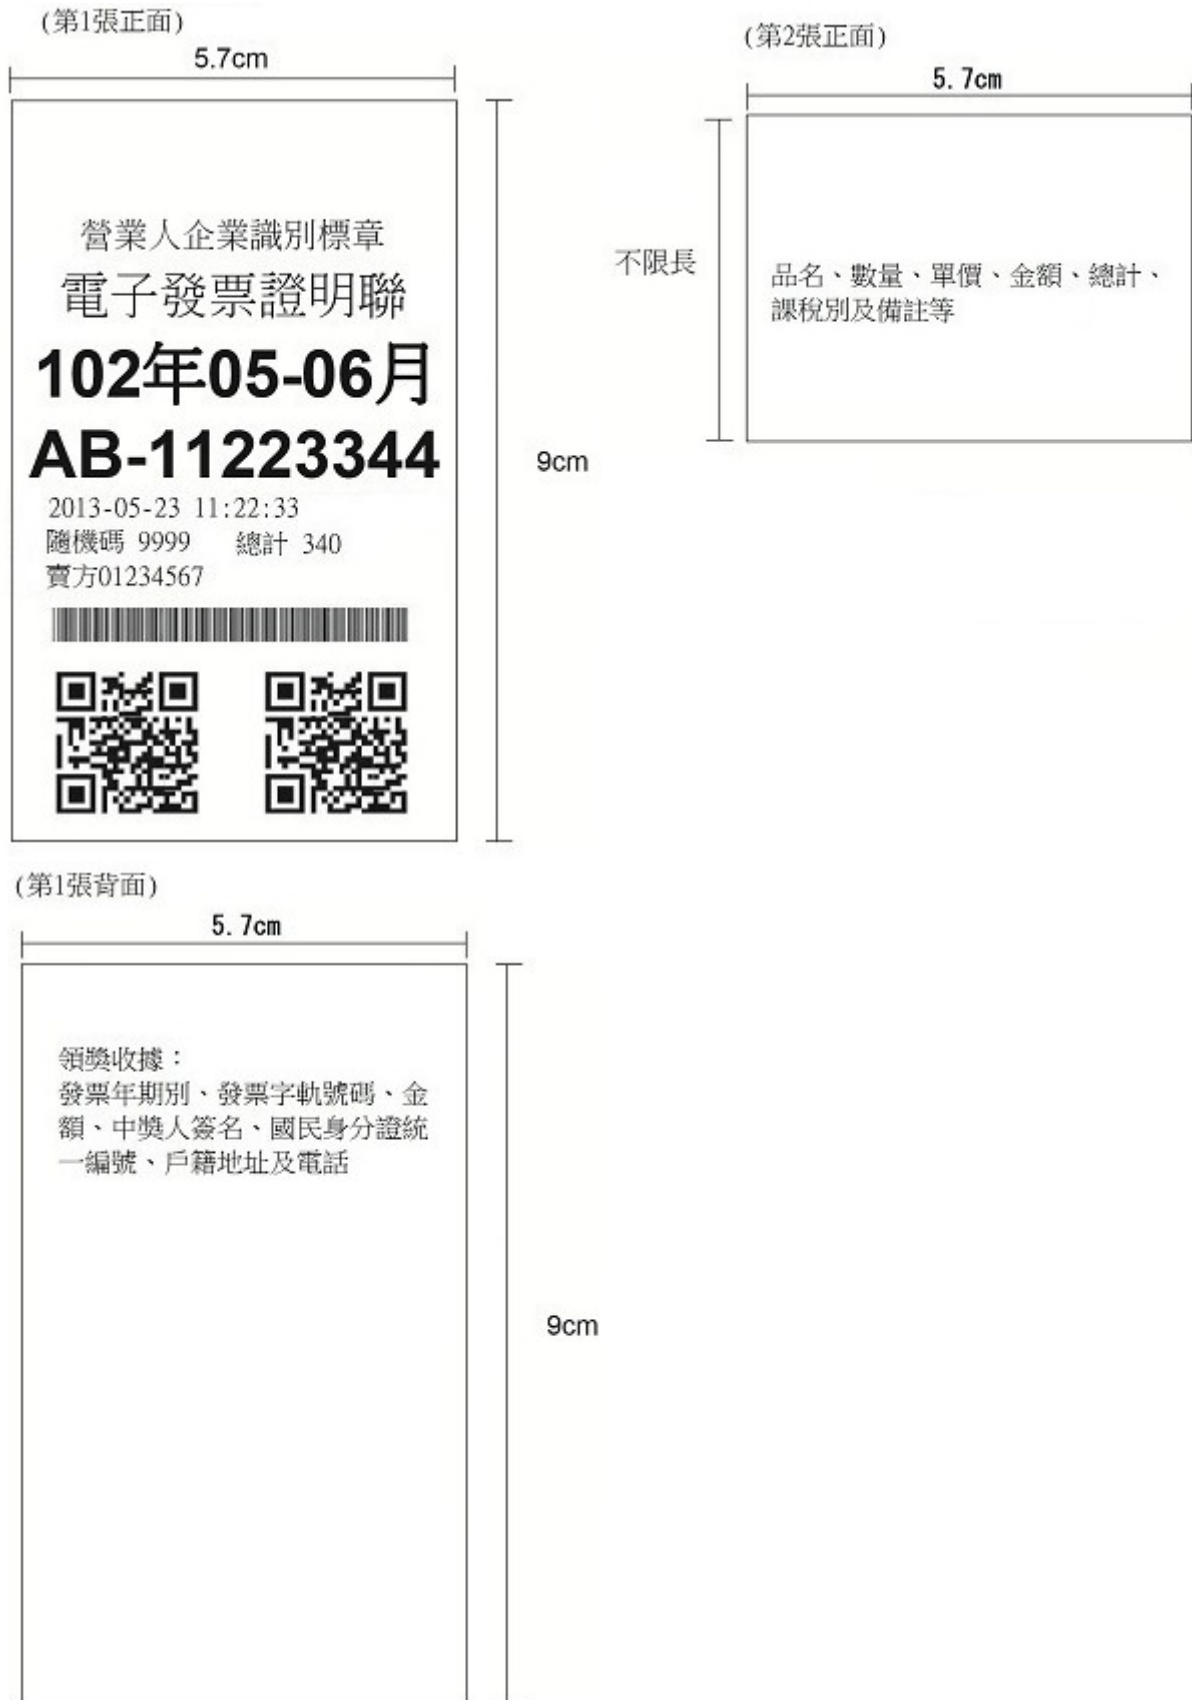 (第1張正面)
5.7cm
營業人企業識別標章
電子發票證明聯
102年05-06月
AB-11223344
2013-05-23 11:22:33
隨機碼 9999 總計 340
賣方01234567
9cm
(第2張正面)
5.7cm
不限長
品名、數量、單價、金額、總計、
課稅別及備註等
(第1張背面)
5.7cm
領獎收據：
發票年期別、發票字軌號碼、金
額、中獎人簽名、國民身分證統
一編號、戶籍地址及電話
9cm